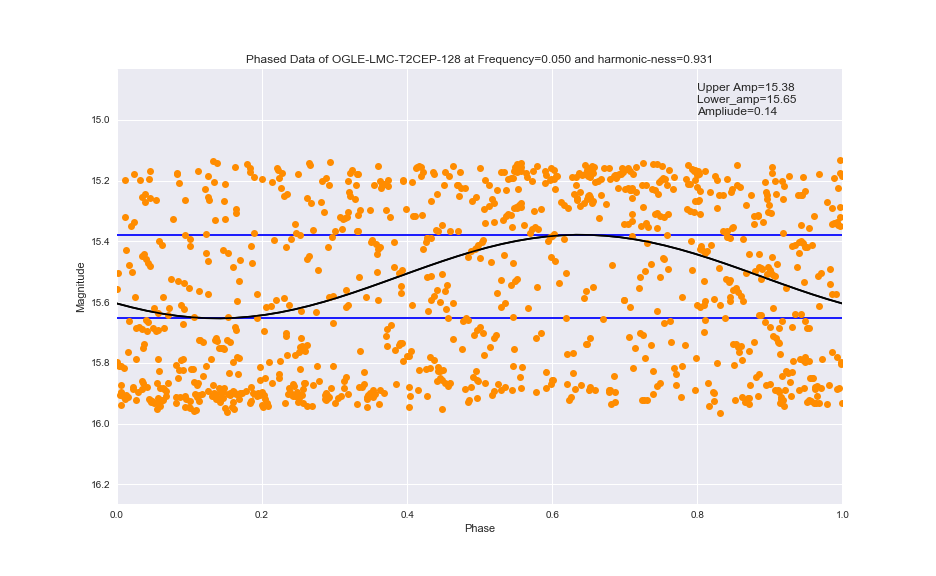 Phased Data of OGLE-LMC-T2CEP-128 at Frequency=0.050 and harmonic-ness=0.931
Upper Amp=15.38
Lower_amp=15.65
Ampliude=0.14
15.0
15.2
15.4
15.6
15.8
16.0
16.2
Magnitude
0.0
0.2
0.4
0.6
0.8
1.0
Phase